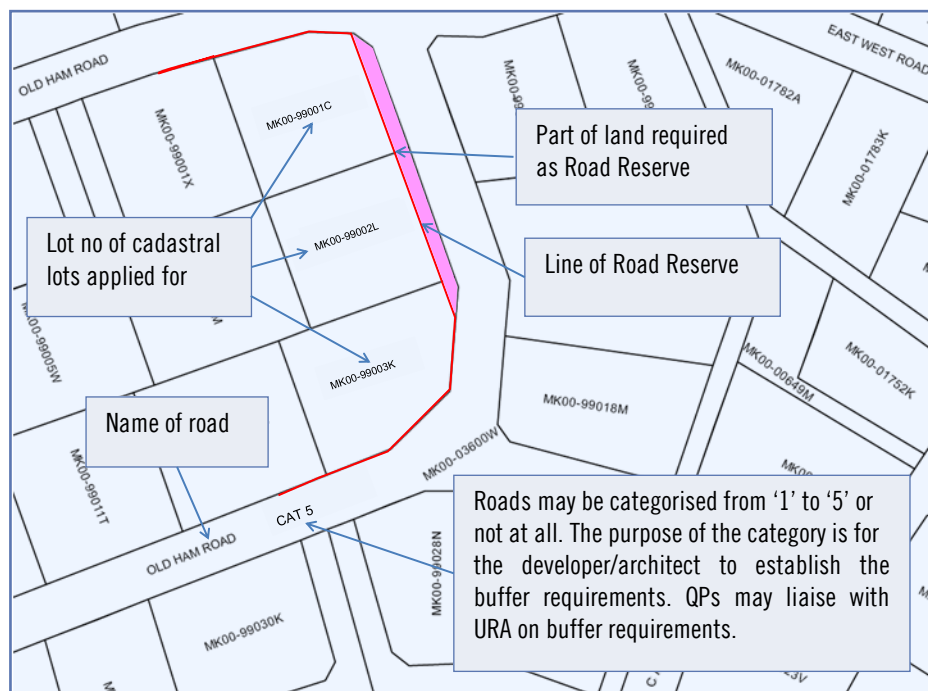 OLD HAM ROAD
EAST WEST ROAD
MK00-01782A
MK00-99001C
MK00-99001X
MK00-01783K
Part of land required
as Road Reserve
Lot no of cadastral
lots applied for
MK00-99002L
Line of Road Reserve
MK00-99005W
MK00-99003K
MK00-00649M
MK00-01752K
MK00-99018M
Name of road
MK00-03600W
MK00-99011T
CAT 5
Roads may be categorised from ‘1’ to ‘5’ or
not at all. The purpose of the category is for
the developer/architect to establish the
buffer requirements. QPs may liaise with
URA on buffer requirements.
OLD HAM ROAD
MK00-99028N
MK00-99030K